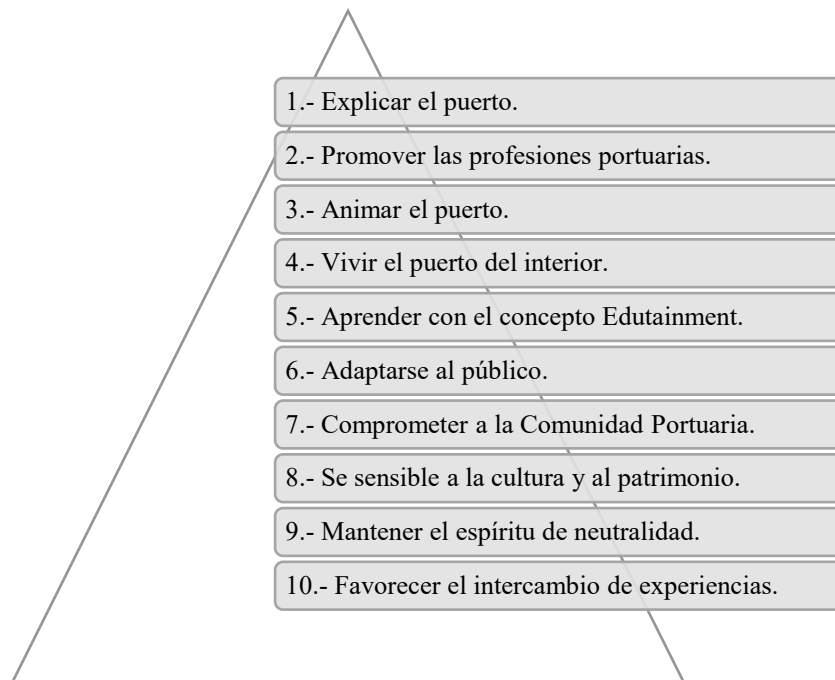 1.- Explicar el puerto.
2.- Promover las profesiones portuarias.
3.- Animar el puerto.
4.- Vivir el puerto del interior.
5.- Aprender con el concepto Edutainment.
6.- Adaptarse al público.
7.- Comprometer a la Comunidad Portuaria.
8.- Se sensible a la cultura y al patrimonio.
9.- Mantener el espíritu de neutralidad.
10.- Favorecer el intercambio de experiencias.